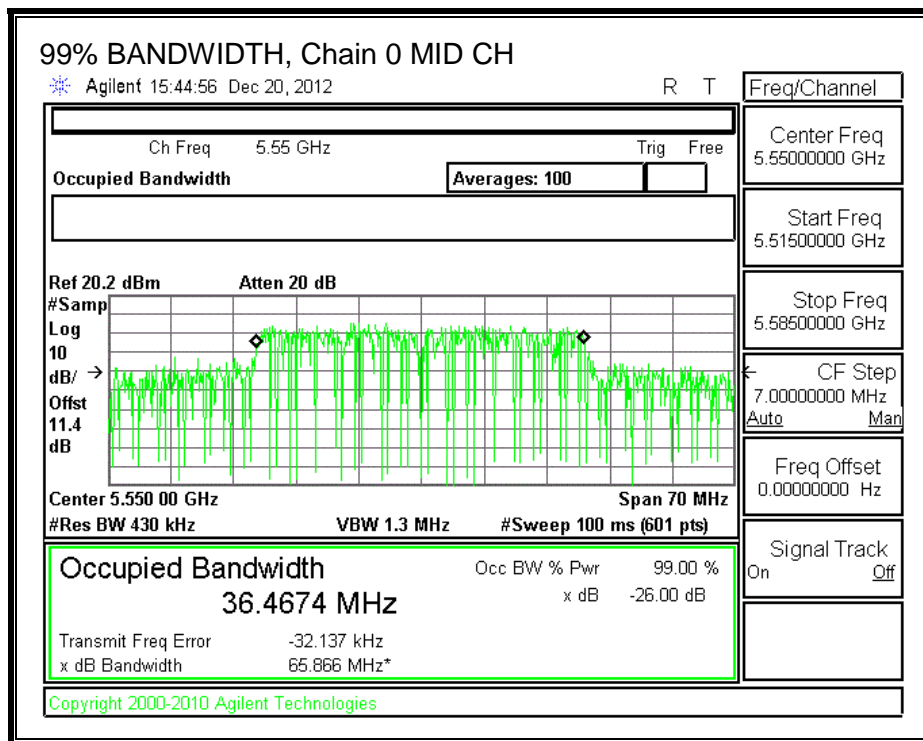 99% BANDWIDTH, Chain 0 MID CH
Agilent 15:44:56 Dec 20, 2012 R T
Freq/Channel
Ch Freq 5.55 GHz Trig Free
Occupied Bandwidth Averages: 100
Center Freq
5.55000000 GHz
Start Freq
5.51500000 GHz
Stop Freq
5.58500000 GHz
CF Step
7.00000000 MHz
Auto Man
Freq Offset
0.00000000 Hz
Signal Track
On Off
Ref 20.2 dBm Atten 20 dB
#Samp
Log
10
dB/
Offst
11.4
dB
Center 5.550 00 GHz Span 70 MHz
#Res BW 430 kHz VBW 1.3 MHz #Sweep 100 ms (601 pts)
Occupied Bandwidth Occ BW % Pwr 99.00 %
36.4674 MHz x dB -26.00 dB
Transmit Freq Error -32.137 kHz
x dB Bandwidth 65.866 MHz*
Copyright 2000-2010 Agilent Technologies